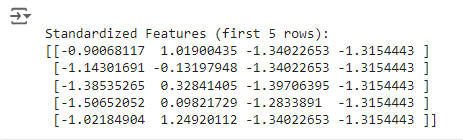 Standardized Features (first 5 rows):
[[-0.90068117  1.01900435 -1.34022653 -1.3154443 ]
 [-1.14301691 -0.13197948 -1.34022653 -1.3154443 ]
 [-1.38535265  0.32841405 -1.39706395 -1.3154443 ]
 [-1.50652052  0.09821729 -1.2833891  -1.3154443 ]
 [-1.02184904  1.24920112 -1.34022653 -1.3154443 ]]